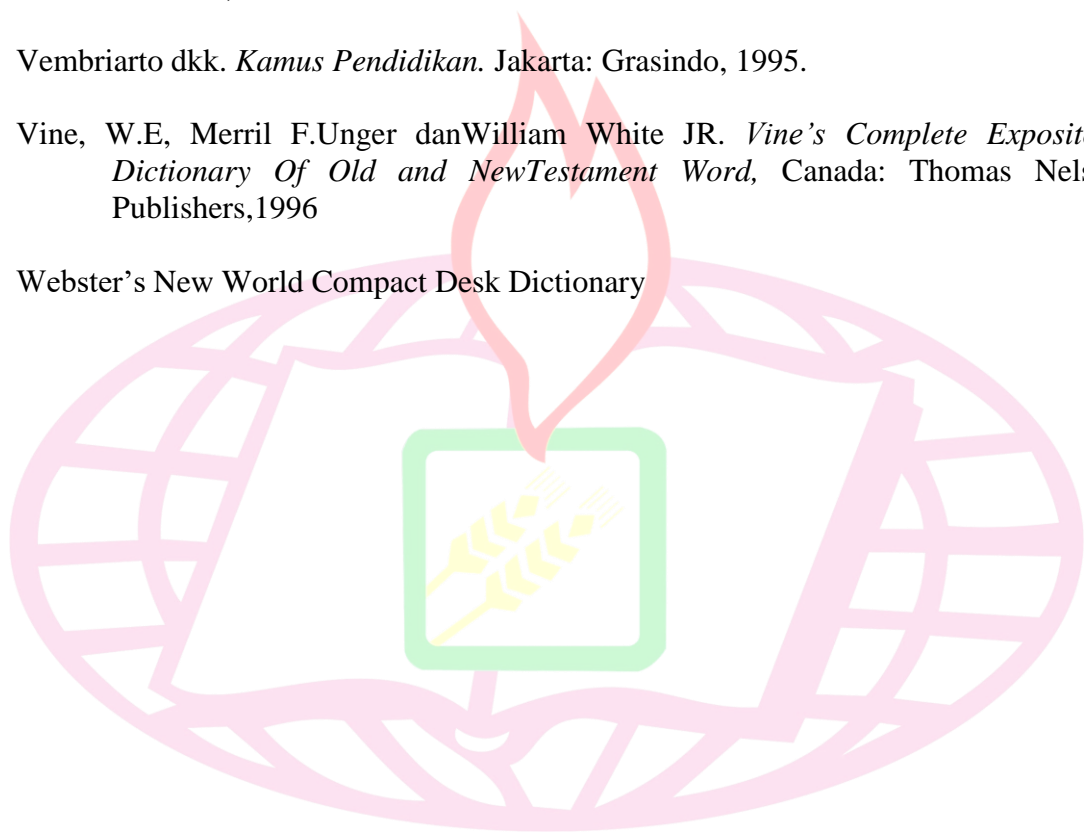 Vembriarto dkk. Kamus Pendidikan. Jakarta: Grasindo, 1995.
Vine, W.E, Merril F.Unger danWilliam White JR. Vine’s Complete
Dictionary Of Old and NewTestament Word, Canada: Thomas
Publishers,1996
Webster’s New World Compact Desk Dictionary